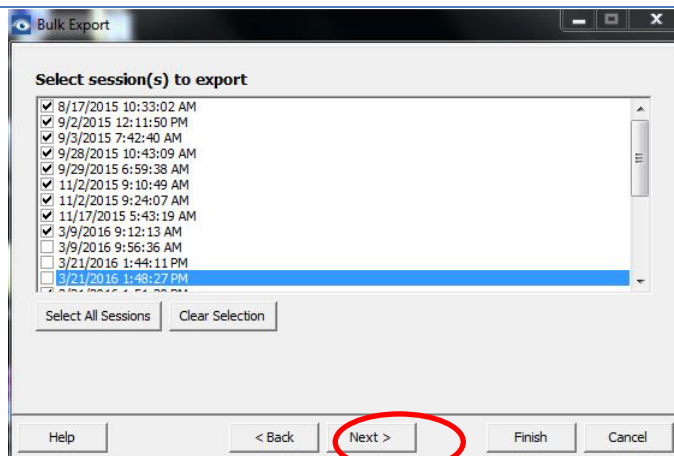 Bulk Export
Select session(s) to export
8/17/2015 10:33:02 AM
9/2/2015 12:11:50 PM
9/3/2015 7:42:40 AM
9/28/2015 10:43:09 AM
9/29/2015 6:59:38 AM
11/2/2015 9:10:49 AM
11/2/2015 9:24:07 AM
11/17/2015 5:43:19 AM
3/9/2016 9:12:13 AM
3/9/2016 9:56:36 AM
3/21/2016 1:44:11 PM
3/21/2016 1:48:27 PM
Select All Sessions Clear Selection
Help < Back Next > Finish Cancel